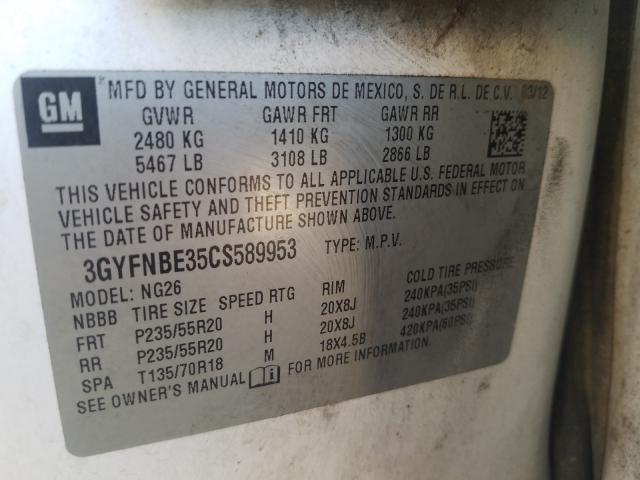 GM
MFD BY GENERAL MOTORS DE MEXICO, S. DE R.L. DE C.V. 03/12
GVWR GAWR FRT GAWR RR
2480 KG 1410 KG 1300 KG
5467 LB 3108 LB 2866 LB
THIS VEHICLE CONFORMS TO ALL APPLICABLE U.S. FEDERAL MOTOR
VEHICLE SAFETY AND THEFT PREVENTION STANDARDS IN EFFECT ON
THE DATE OF MANUFACTURE SHOWN ABOVE.
3GYFNBE35CS589953 TYPE: M.P.V.
MODEL: NG26
NBBB TIRE SIZE SPEED RTG RIM COLD TIRE PRESSURE
FRT P235/55R20 H 20X8J 240KPA(35PSI)
RR P235/55R20 H 20X8J 240KPA(35PSI)
SPA T135/70R18 M 18X4.5B 420KPA(60PSI)
SEE OWNER'S MANUAL i FOR MORE INFORMATION.